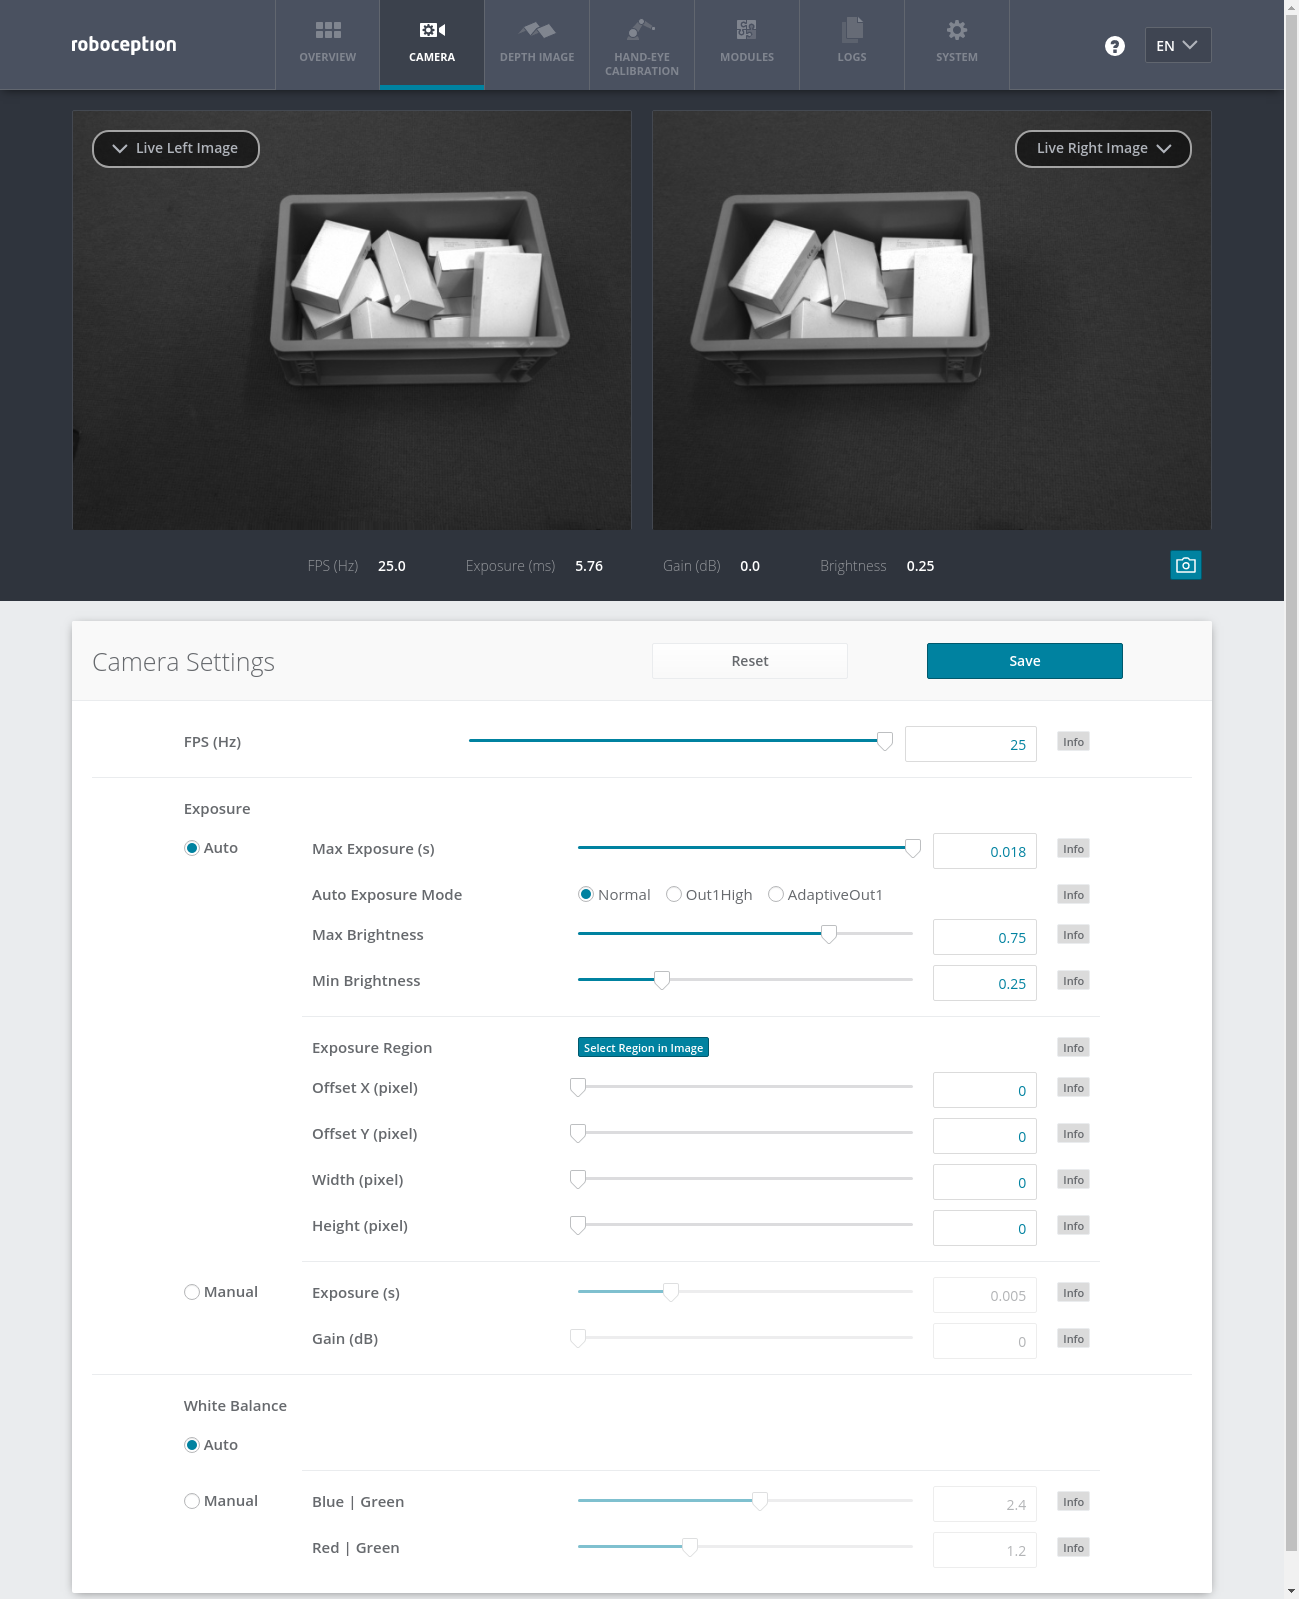 roboception
OVERVIEW
CAMERA
DEPTH IMAGE
HAND-EYE
CALIBRATION
MODULES
LOGS
SYSTEM
EN
Live Left Image
Live Right Image
FPS (Hz) 25.0 Exposure (ms) 5.76 Gain (dB) 0.0 Brightness 0.25
Camera Settings Reset Save
FPS (Hz) 25 Info
Exposure
Auto Max Exposure (s) 0.018 Info
Auto Exposure Mode Normal Out1High AdaptiveOut1 Info
Max Brightness 0.75 Info
Min Brightness 0.25 Info
Exposure Region Select Region in Image Info
Offset X (pixel) 0 Info
Offset Y (pixel) 0 Info
Width (pixel) 0 Info
Height (pixel) 0 Info
Manual Exposure (s) 0.005 Info
Gain (dB) 0 Info
White Balance
Auto
Manual Blue | Green 2.4 Info
Red | Green 1.2 Info